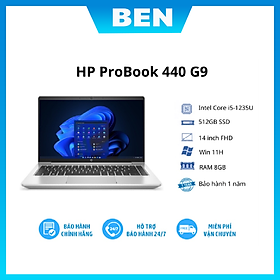 BEN
HP ProBook 440 G9
Intel Core i5-1235U
512GB SSD
14 inch FHD
Win 11H
RAM 8GB
Bảo hành 1 năm
BẢO HÀNH
CHÍNH HÃNG
HỖ TRỢ
BẢO HÀNH 24/7
MIỄN PHÍ
VẬN CHUYỂN